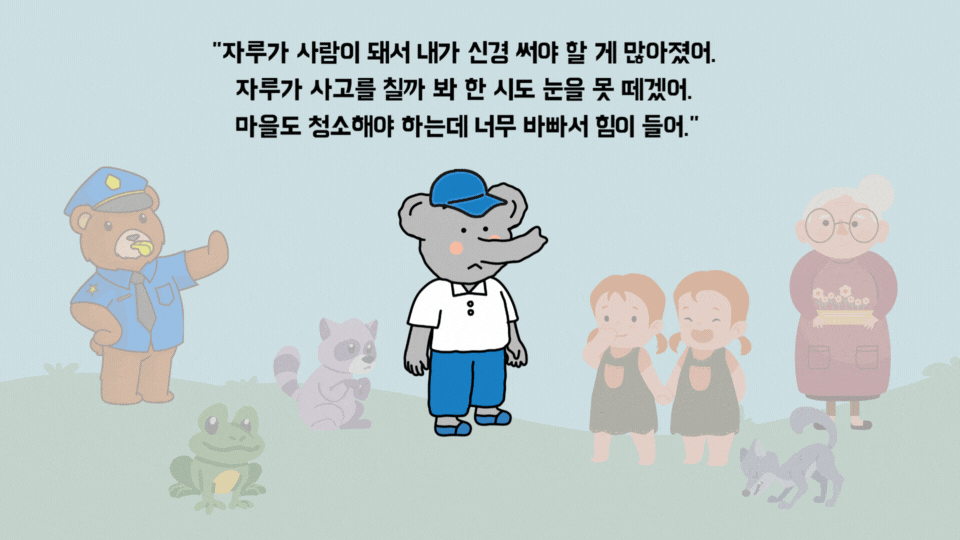 "자루가 사람이 돼서 내가 신경 써야 할 게 많아졌어.
자루가 사고를 칠까 봐 한 시도 눈을 못 떼겠어.
마을도 청소해야 하는데 너무 바빠서 힘이 들어."